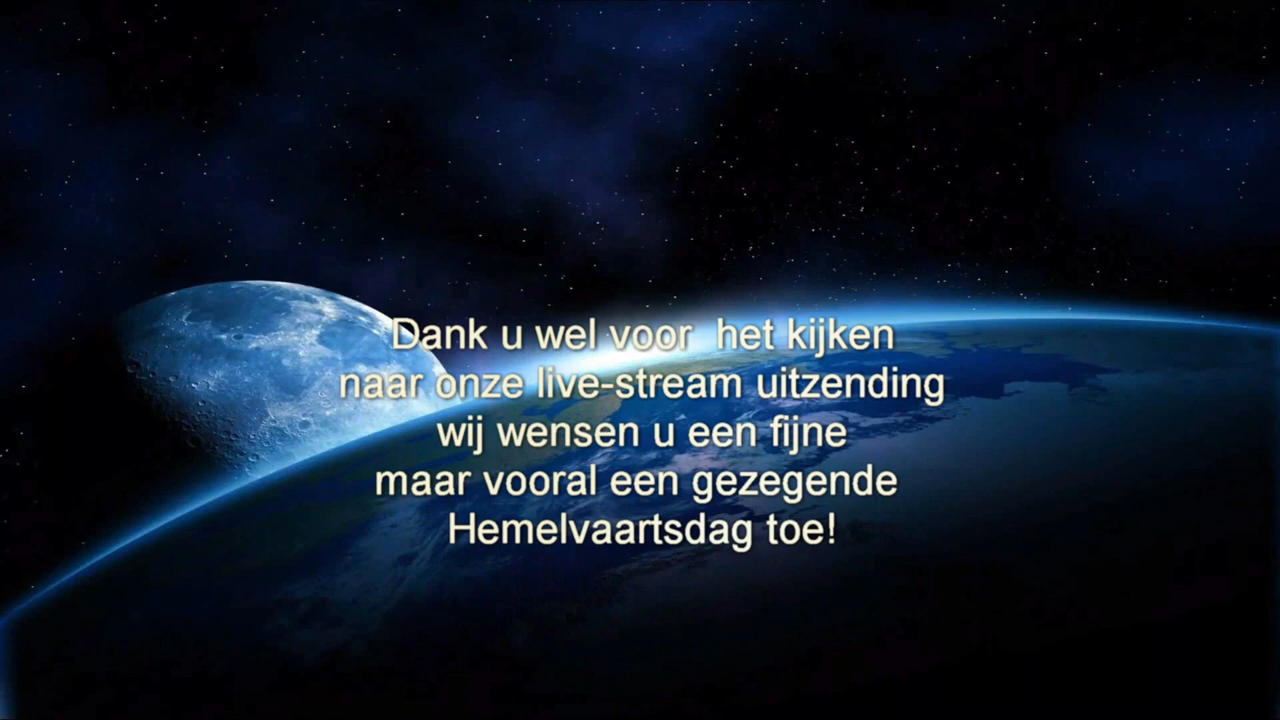 Dank u wel voor  het kijken
naar onze live-stream uitzending
wij wensen u een fijne
maar vooral een gezegende
Hemelvaartsdag toe!